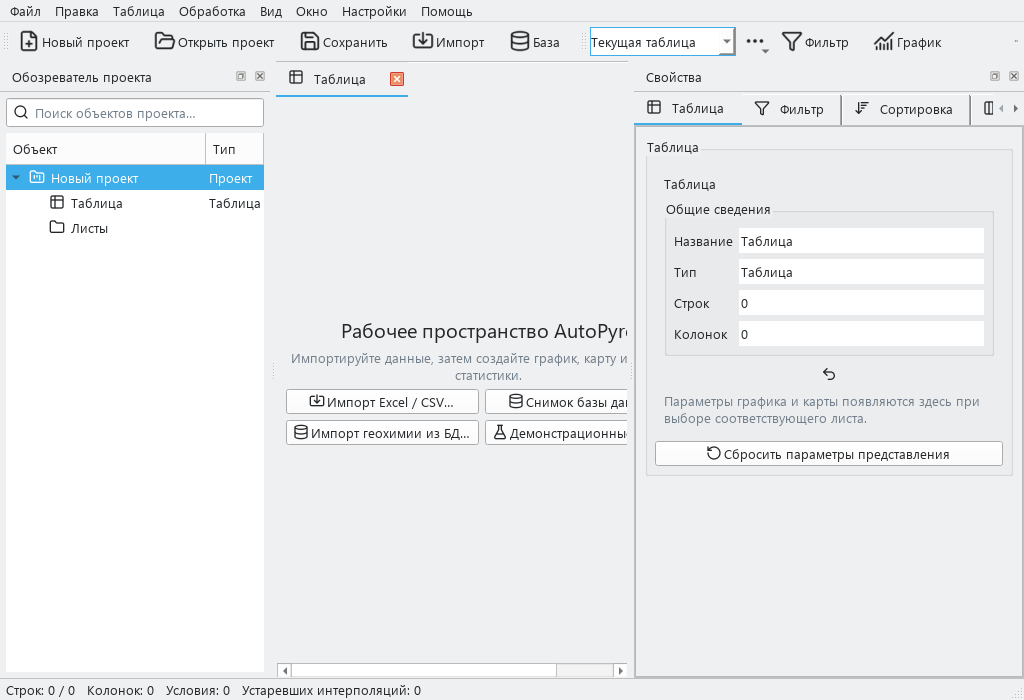 Файл Правка Таблица Обработка Вид Окно Настройки Помощь
Новый проект Открыть проект Сохранить Импорт База Текущая таблица Фильтр График
Обозреватель проекта
Поиск объектов проекта...
Объект Тип
Новый проект Проект
Таблица Таблица
Листы
Таблица
Рабочее пространство AutoPyr
Импортируйте данные, затем создайте график, карту и
статистики.
Импорт Excel / CSV...
Снимок базы да
Импорт геохимии из БД...
Демонстрационны
Свойства
Таблица Фильтр Сортировка
Таблица
Таблица
Общие сведения
Название Таблица
Тип Таблица
Строк 0
Колонок 0
Параметры графика и карты появляются здесь при
выборе соответствующего листа.
Сбросить параметры представления
Строк: 0 / 0 Колонок: 0 Условия: 0 Устаревших интерполяций: 0